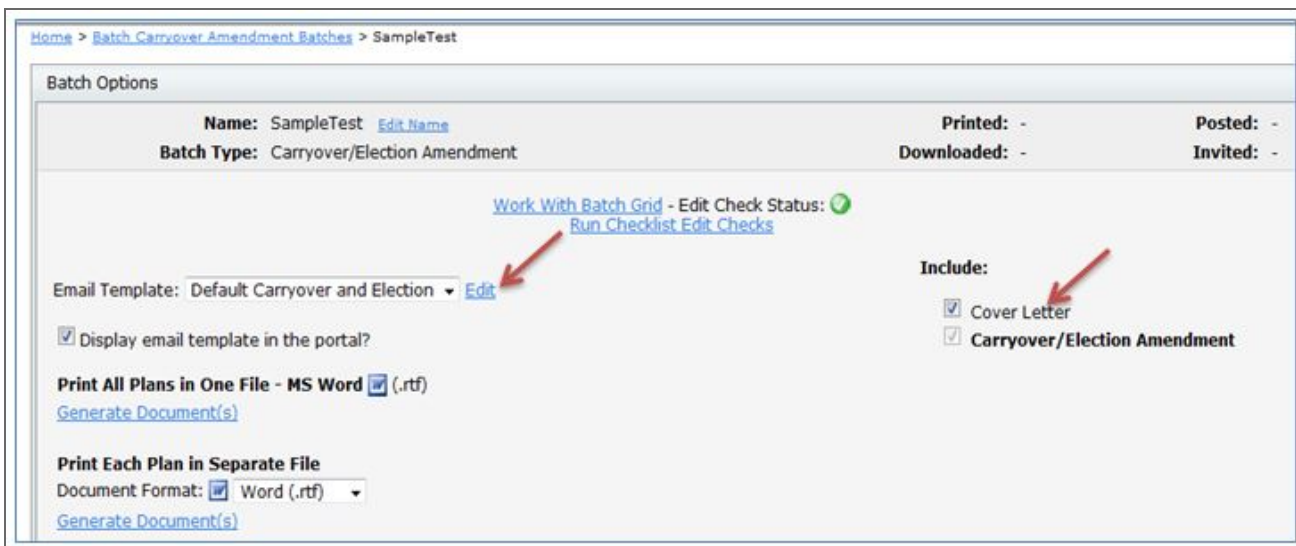 Home > Batch Carryover Amendment Batches > SampleTest
Batch Options
Name: SampleTest Edit Name Printed: - Posted: -
Batch Type: Carryover/Election Amendment Downloaded: - Invited: -
Work With Batch Grid - Edit Check Status:
Run Checklist Edit Checks
Include:
Email Template: Default Carryover and Election Edit
Cover Letter
Display email template in the portal?
Carryover/Election Amendment
Print All Plans in One File - MS Word (.rtf)
Generate Document(s)
Print Each Plan in Separate File
Document Format: Word (.rtf)
Generate Document(s)